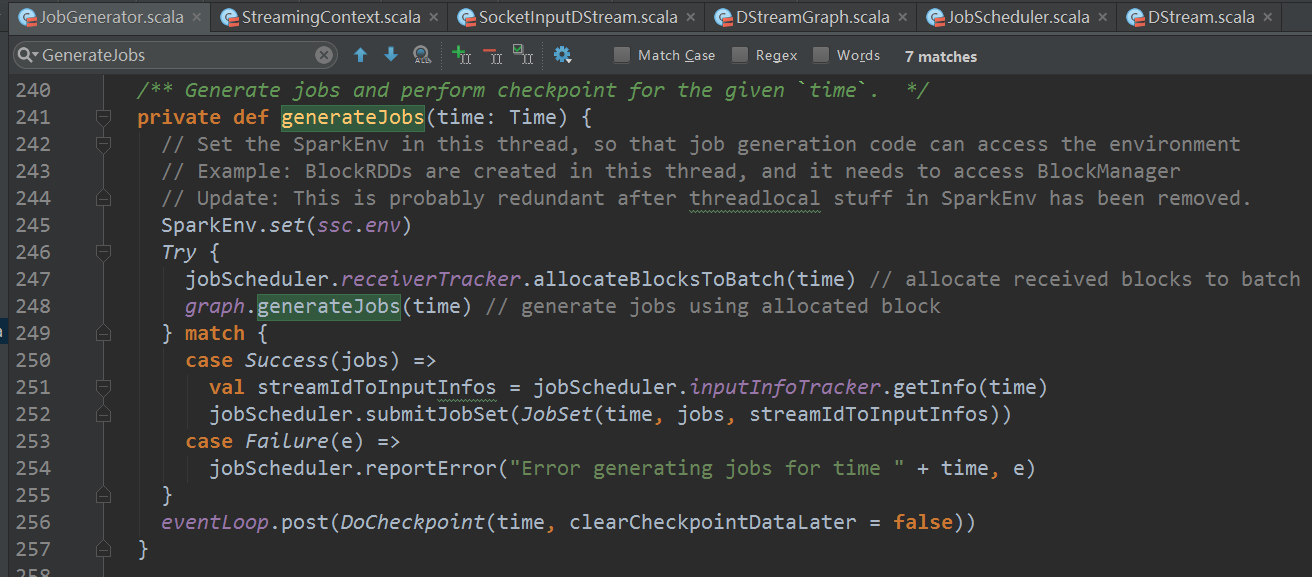 JobGenerator.scala × StreamingContext.scala × SocketInputDStream.scala × DStreamGraph.scala × JobScheduler.scala × DStream.scala ×
GenerateJobs Match Case Regex Words 7 matches
240 /** Generate jobs and perform checkpoint for the given `time`. */
241 private def generateJobs(time: Time) {
242 // Set the SparkEnv in this thread, so that job generation code can access the environment
243 // Example: BlockRDDs are created in this thread, and it needs to access BlockManager
244 // Update: This is probably redundant after threadlocal stuff in SparkEnv has been removed.
245 SparkEnv.set(ssc.env)
246 Try {
247 jobScheduler.receiverTracker.allocateBlocksToBatch(time) // allocate received blocks to batch
248 graph.generateJobs(time) // generate jobs using allocated block
249 } match {
250 case Success(jobs) =>
251 val streamIdToInputInfos = jobScheduler.inputInfoTracker.getInfo(time)
252 jobScheduler.submitJobSet(JobSet(time, jobs, streamIdToInputInfos))
253 case Failure(e) =>
254 jobScheduler.reportError("Error generating jobs for time " + time, e)
255 }
256 eventLoop.post(DoCheckpoint(time, clearCheckpointDataLater = false))
257 }
258